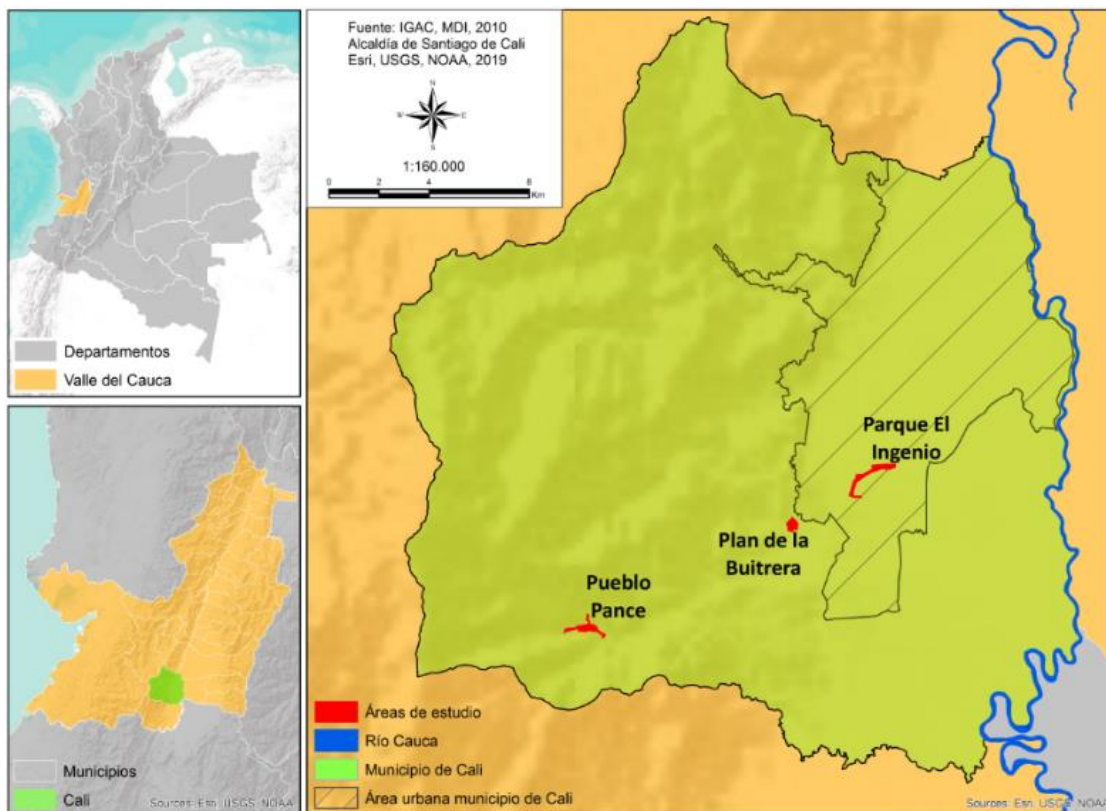 Departamentos
Valle del Cauca
Municipios
Cali
Sources: Esri, USGS, NOAA
Fuente: IGAC, MDI, 2010
Alcaldía de Santiago de Cali
Esri, USGS, NOAA, 2019
N
W
E
S
1:160.000
0 2 4 8
Km
Parque El
Ingenio
Plan de la
Buitrera
Pueblo
Pance
Áreas de estudio
Río Cauca
Municipio de Cali
Área urbana municipio de Cali
Sources: Esri, USGS, NOAA